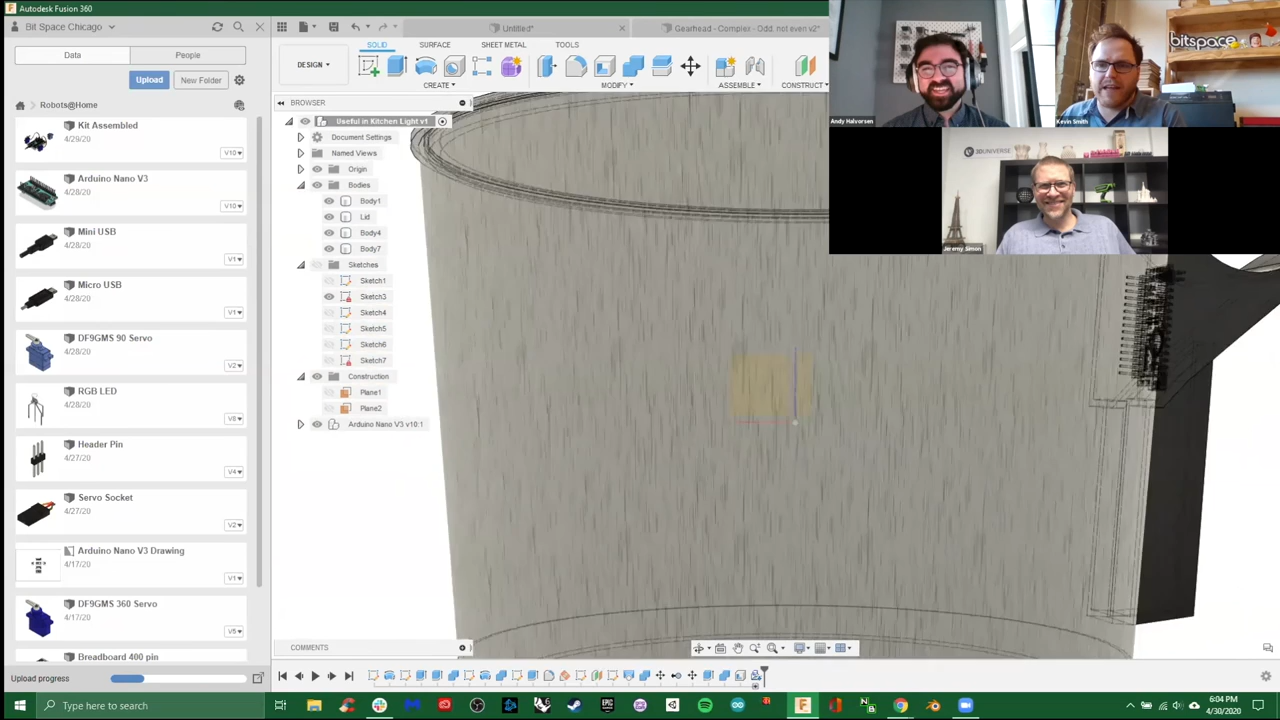 Autodesk Fusion 360
Bit Space Chicago
Untitled*
Gearhead - Complex - Odd, not even v2*
Data
People
DESIGN
SOLID
SURFACE
SHEET METAL
TOOLS
CREATE
MODIFY
ASSEMBLE
CONSTRUCT
Upload
New Folder
Robots@Home
BROWSER
Kit Assembled
4/29/20
V10
Arduino Nano V3
4/28/20
V10
Mini USB
4/28/20
V1
Micro USB
4/28/20
V1
DF9GMS 90 Servo
4/28/20
V2
RGB LED
4/28/20
Header Pin
4/27/20
V4
Servo Socket
4/27/20
V2
Arduino Nano V3 Drawing
4/17/20
V1
DF9GMS 360 Servo
4/17/20
V5
Breadboard 400 pin
Upload progress
Useful in Kitchen Light v1
Document Settings
Named Views
Origin
Bodies
Body1
Lid
Body4
Body7
Sketches
Sketch1
Sketch3
Sketch4
Sketch5
Sketch6
Sketch7
Construction
Plane1
Plane2
Arduino Nano V3 v10:1
COMMENTS
Andy Halvorsen
bitspace
Kevin Smith
3DUNIVERSE
Jeremy Simon
Type here to search
6:04 PM
4/30/2020